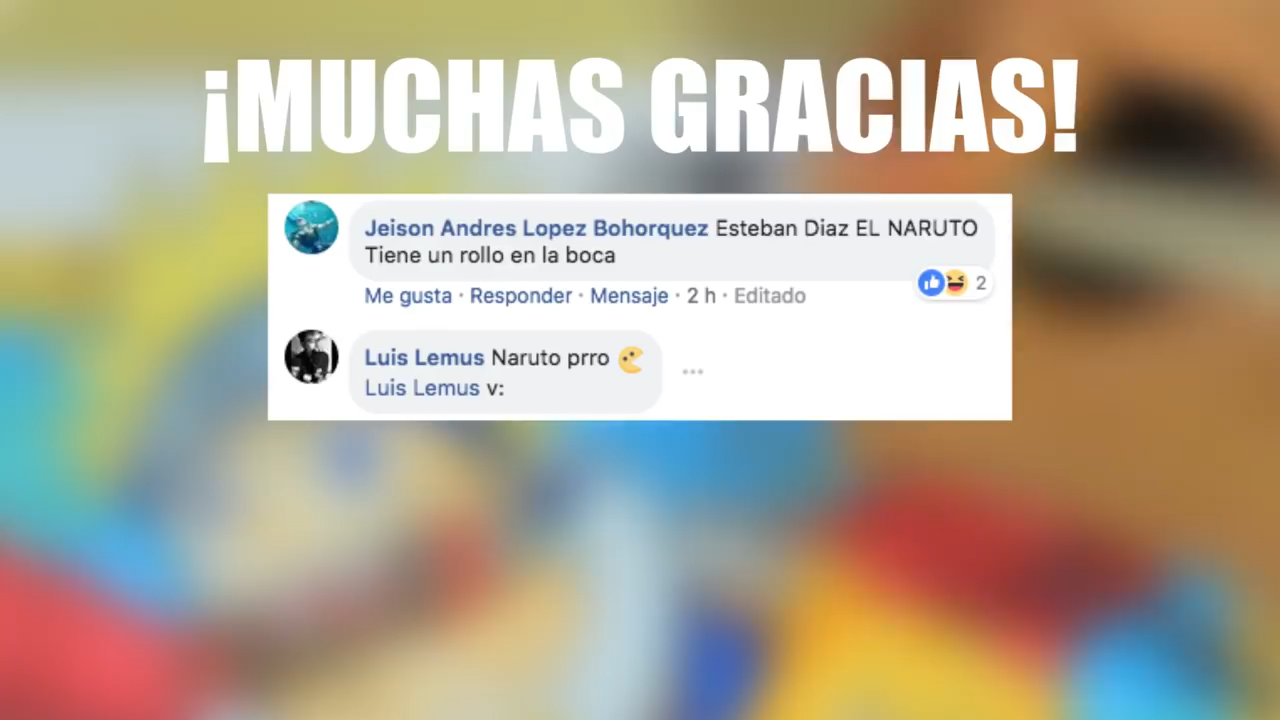 ¡MUCHAS GRACIAS!
Jeison Andres Lopez Bohorquez Esteban Diaz EL NARUTO
Tiene un rollo en la boca
2
Me gusta · Responder · Mensaje · 2 h · Editado
Luis Lemus Naruto prro
Luis Lemus v: